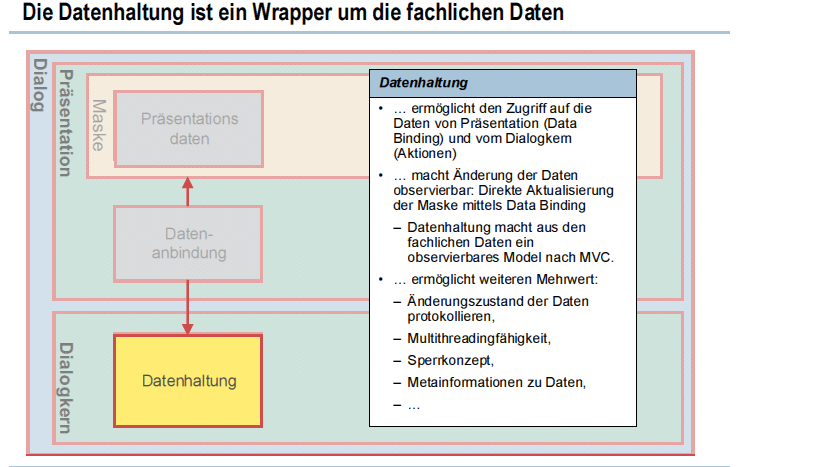 Die Datenhaltung ist ein Wrapper um die fachlichen Daten
Dialog
Präsentation
Maske
Präsentations
daten
Daten-
anbindung
Dialogkern
Datenhaltung
Datenhaltung
• … ermöglicht den Zugriff auf die
Daten von Präsentation (Data
Binding) und vom Dialogkern
(Aktionen)
• … macht Änderung der Daten
observierbar: Direkte Aktualisierung
der Maske mittels Data Binding
– Datenhaltung macht aus den
fachlichen Daten ein
observierbares Model nach MVC.
• … ermöglicht weiteren Mehrwert:
– Änderungszustand der Daten
protokollieren,
– Multithreadingfähigkeit,
– Sperrkonzept,
– Metainformationen zu Daten,
– …